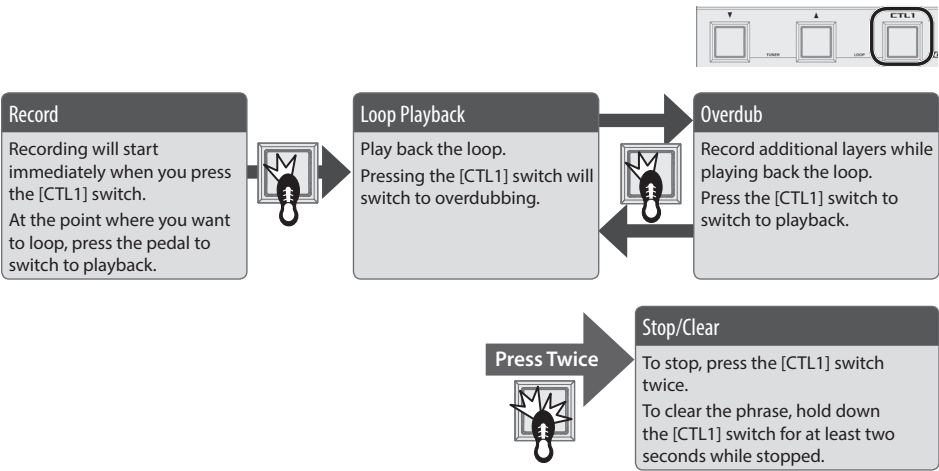 CTL1
▼
▲
TUNER
LOOP
Record
Recording will start
immediately when you press
the [CTL1] switch.
At the point where you want
to loop, press the pedal to
switch to playback.
Loop Playback
Play back the loop.
Pressing the [CTL1] switch will
switch to overdubbing.
Overdub
Record additional layers while
playing back the loop.
Press the [CTL1] switch to
switch to playback.
Press Twice
Stop/Clear
To stop, press the [CTL1] switch
twice.
To clear the phrase, hold down
the [CTL1] switch for at least two
seconds while stopped.